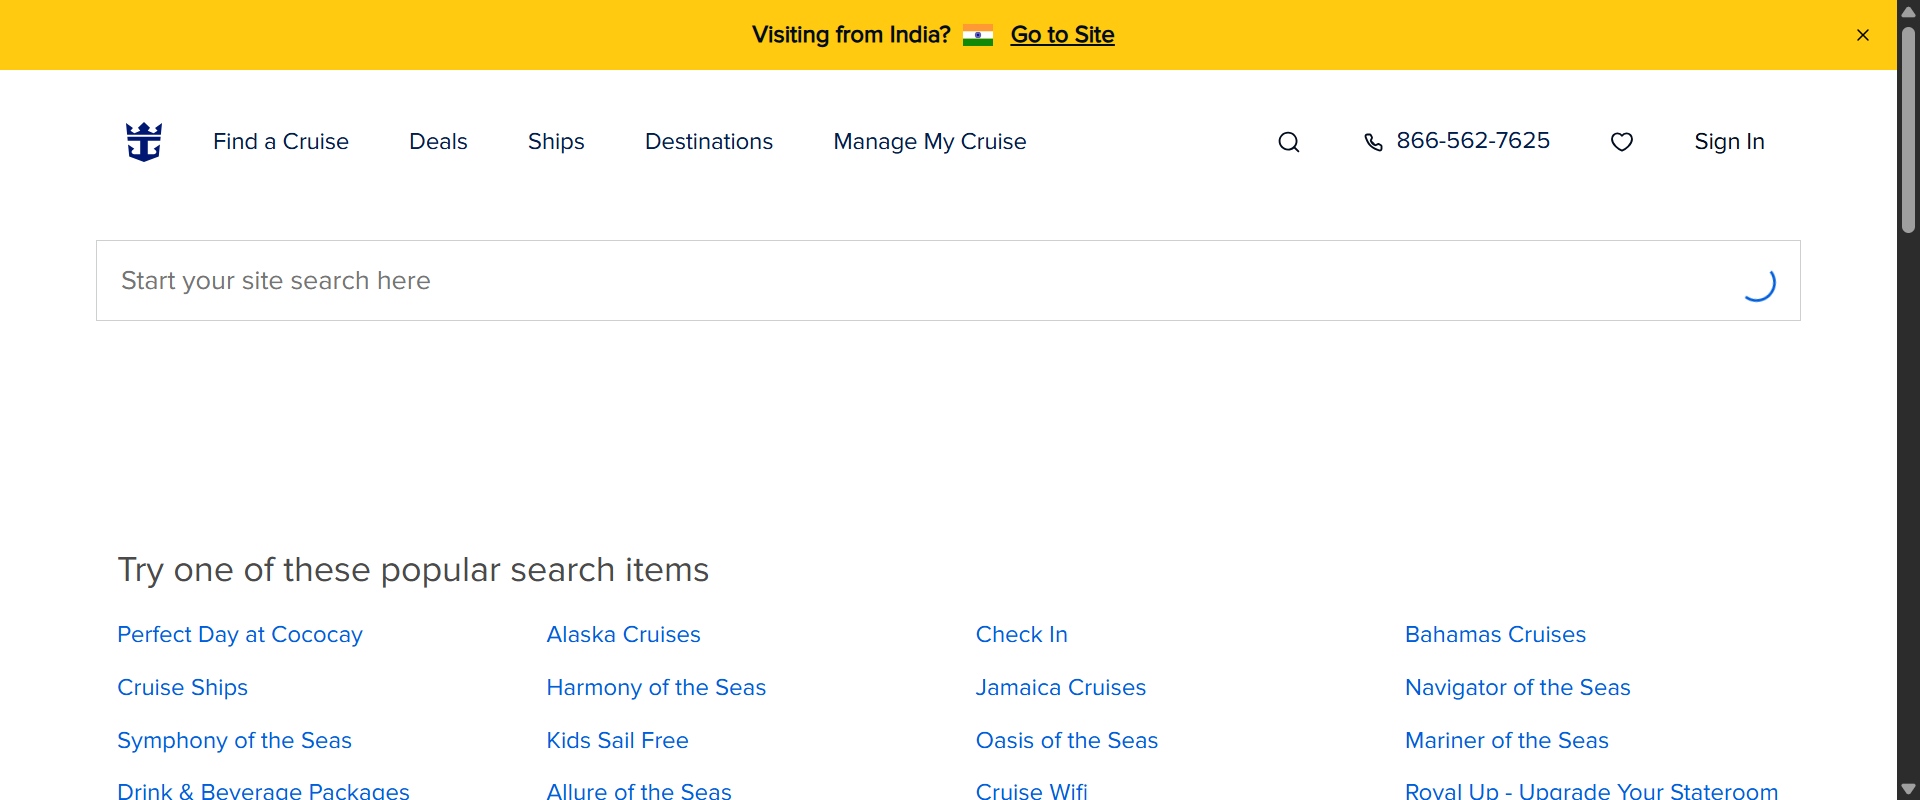 Visiting from India? Go to Site
Find a Cruise Deals Ships Destinations Manage My Cruise 866-562-7625 Sign In
Start your site search here
Try one of these popular search items
Perfect Day at Cococay Alaska Cruises Check In Bahamas Cruises
Cruise Ships Harmony of the Seas Jamaica Cruises Navigator of the Seas
Symphony of the Seas Kids Sail Free Oasis of the Seas Mariner of the Seas
Drink & Beverage Packages Allure of the Seas Cruise Wifi Royal Up - Upgrade Your Stateroom